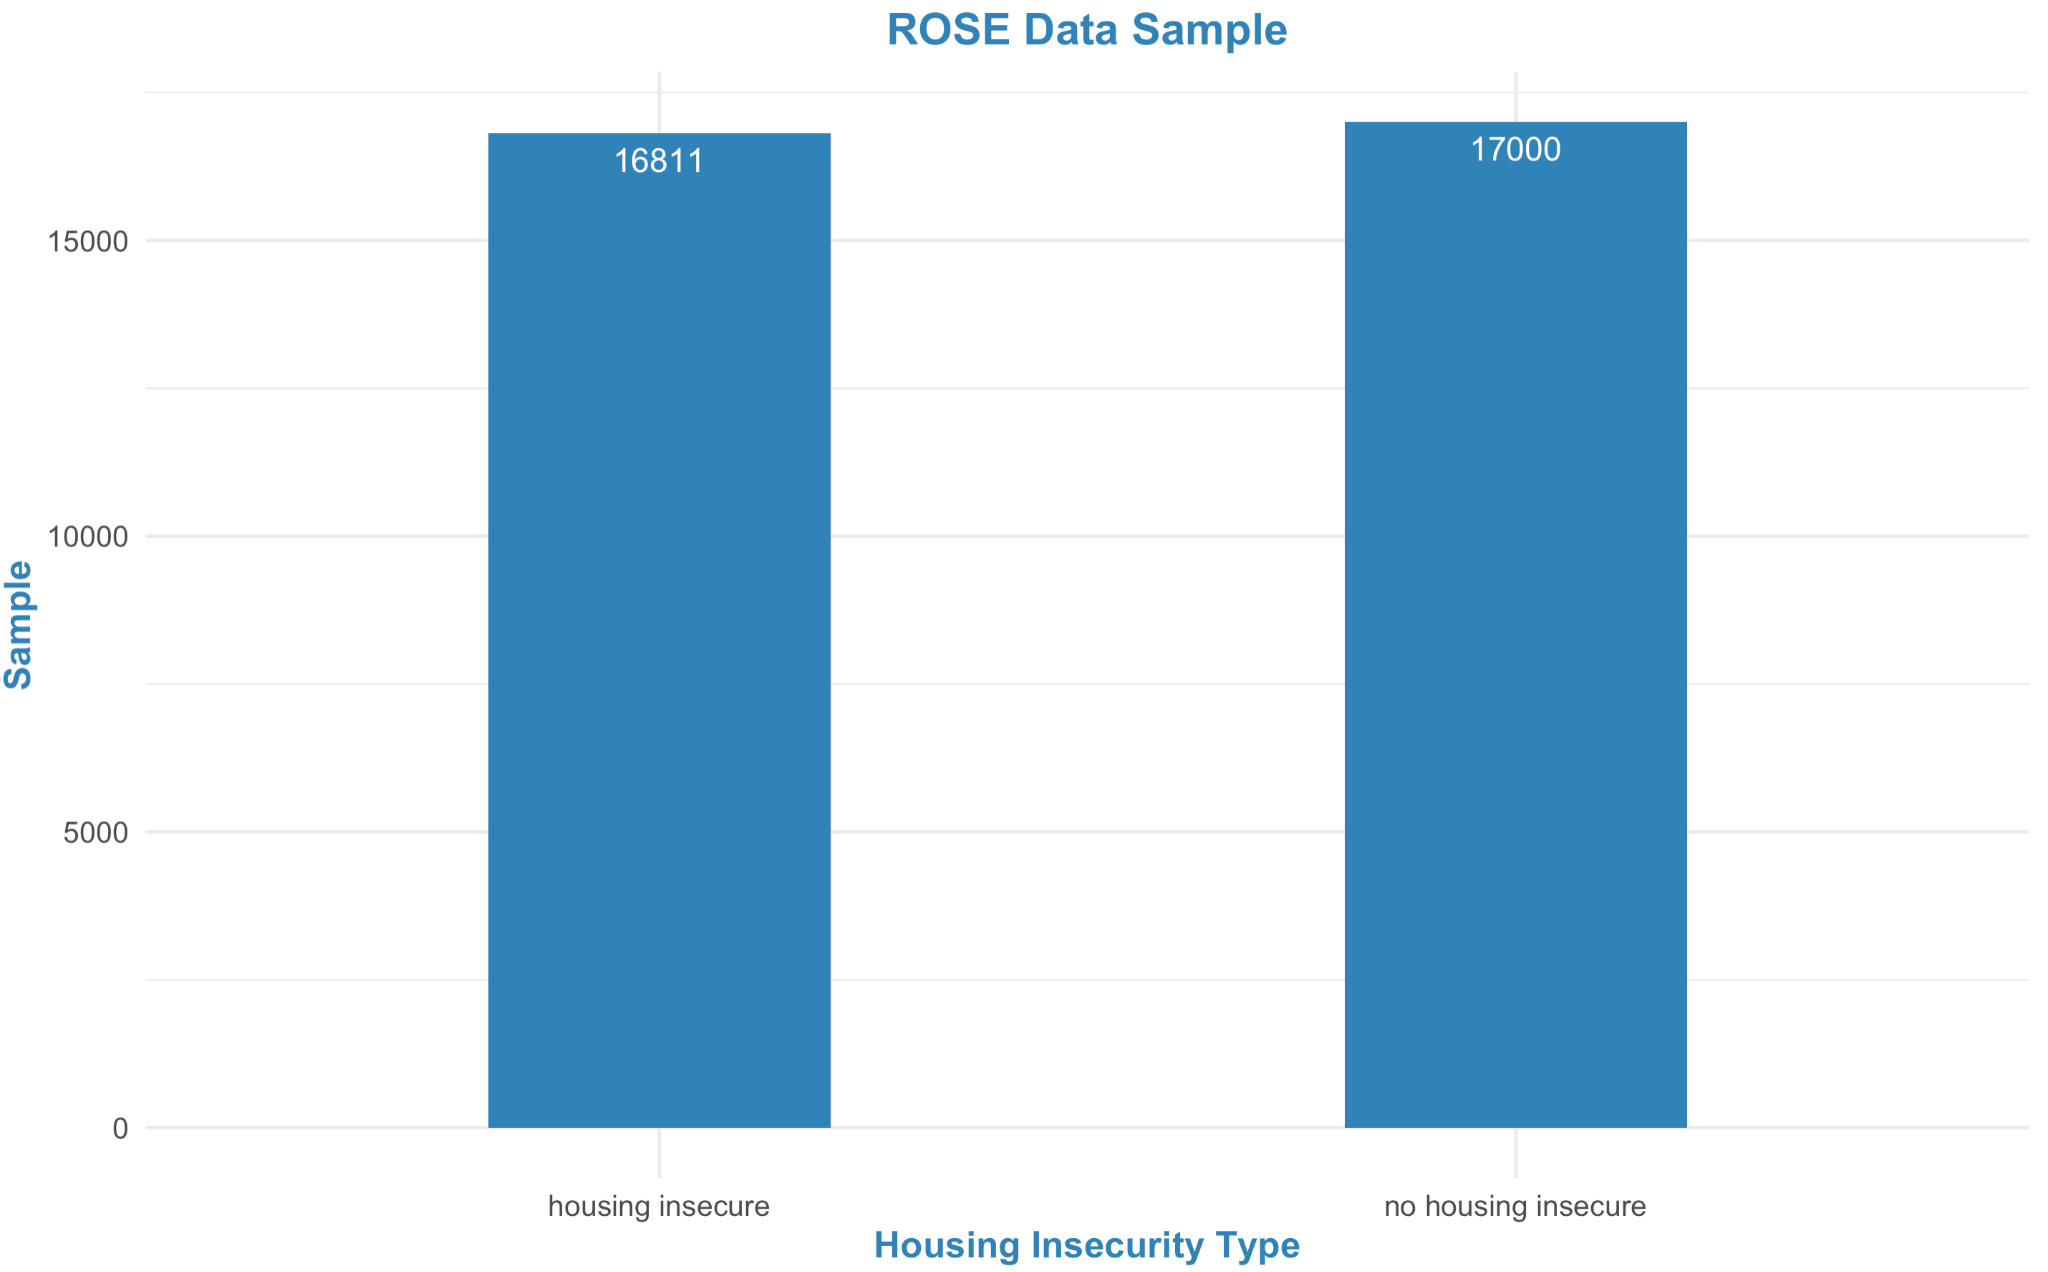 ROSE Data Sample
16811
17000
15000
10000
5000
0
Sample
housing insecure
no housing insecure
Housing Insecurity Type